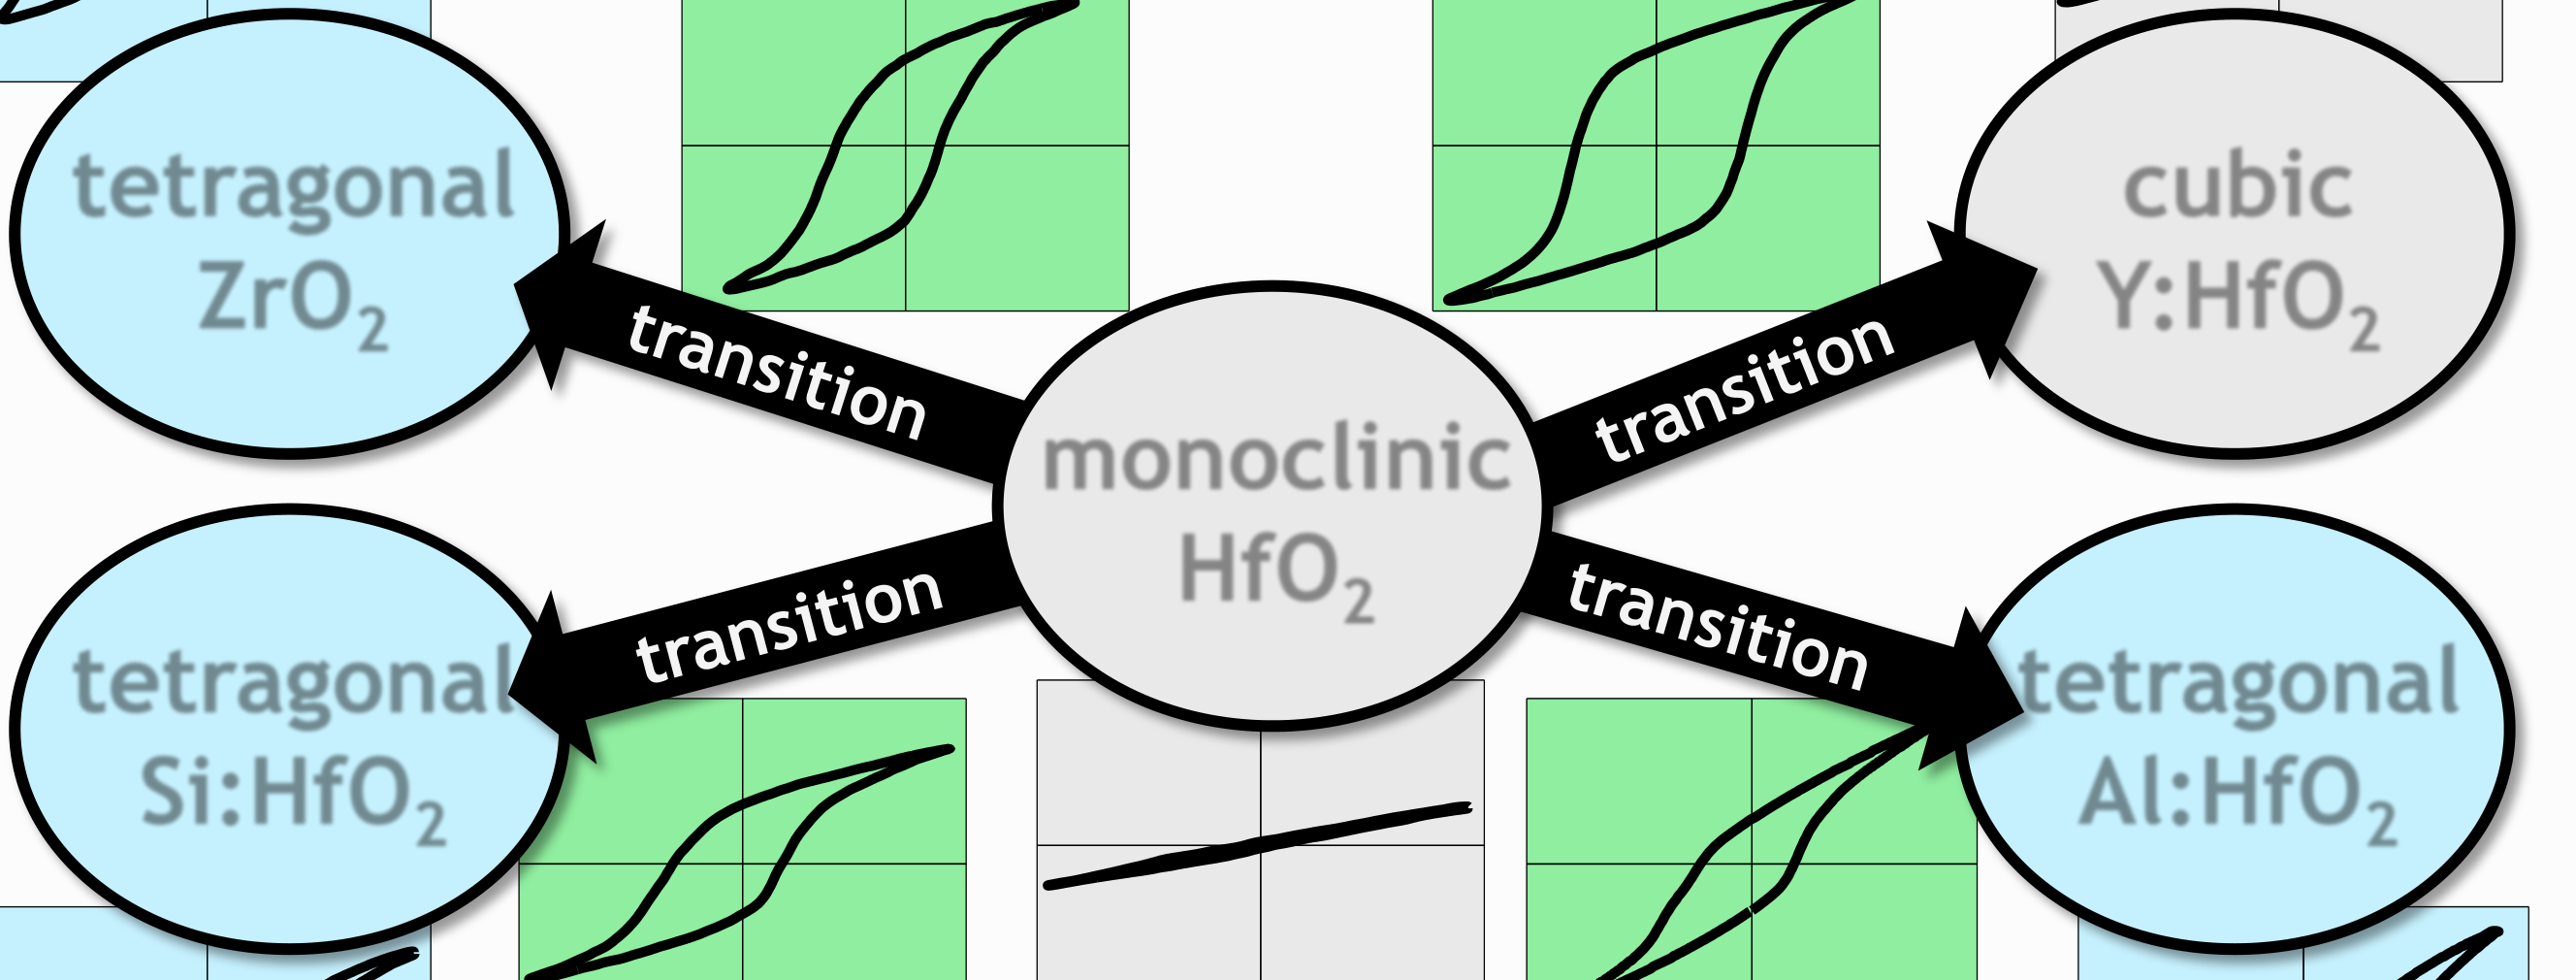 tetragonal
ZrO₂
transition
transition
cubic
Y:HfO₂
monoclinic
HfO₂
tetragonal
Si:HfO₂
transition
transition
tetragonal
Al:HfO₂